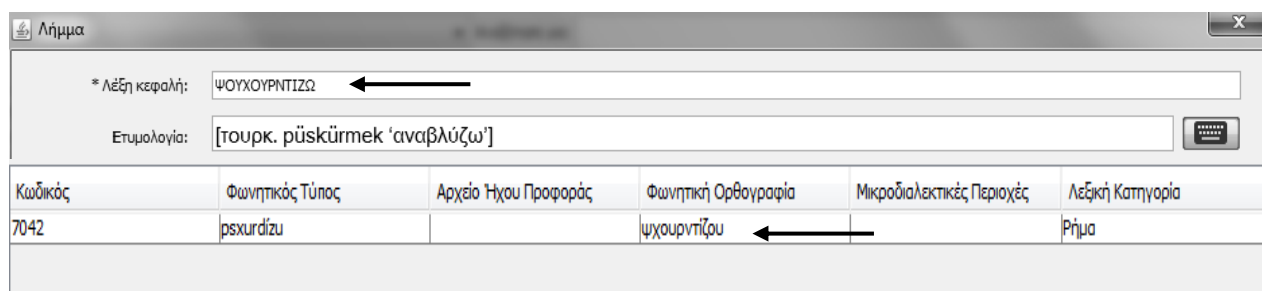 Λήμμα
* Λέξη κεφαλή: ΨΟΥΧΟΥΡΝΤΙΖΩ
Ετυμολογία: [τουρκ. püskürmek ‘αναβλύζω’]
Κωδικός Φωνητικός Τύπος Αρχείο Ήχου Προφοράς Φωνητική Ορθογραφία Μικροδιαλεκτικές Περιοχές Λεξική Κατηγορία
7042 psxurdízu ψχουρντίζου Ρήμα